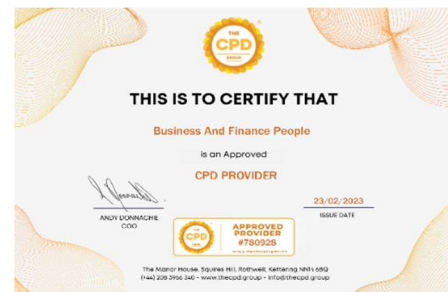 THE
CPD
GROUP
THIS IS TO CERTIFY THAT
Business And Finance People
is an Approved
CPD PROVIDER
23/02/2023
ISSUE DATE
ANDY DONNACHIE
COO
CPD
APPROVED
PROVIDER
#780928
The Manor House, Squires Hill, Rothwell, Kettering NN14 6BQ
(+44) 208 3966 340 - www.thecpd.group - info@thecpd.group